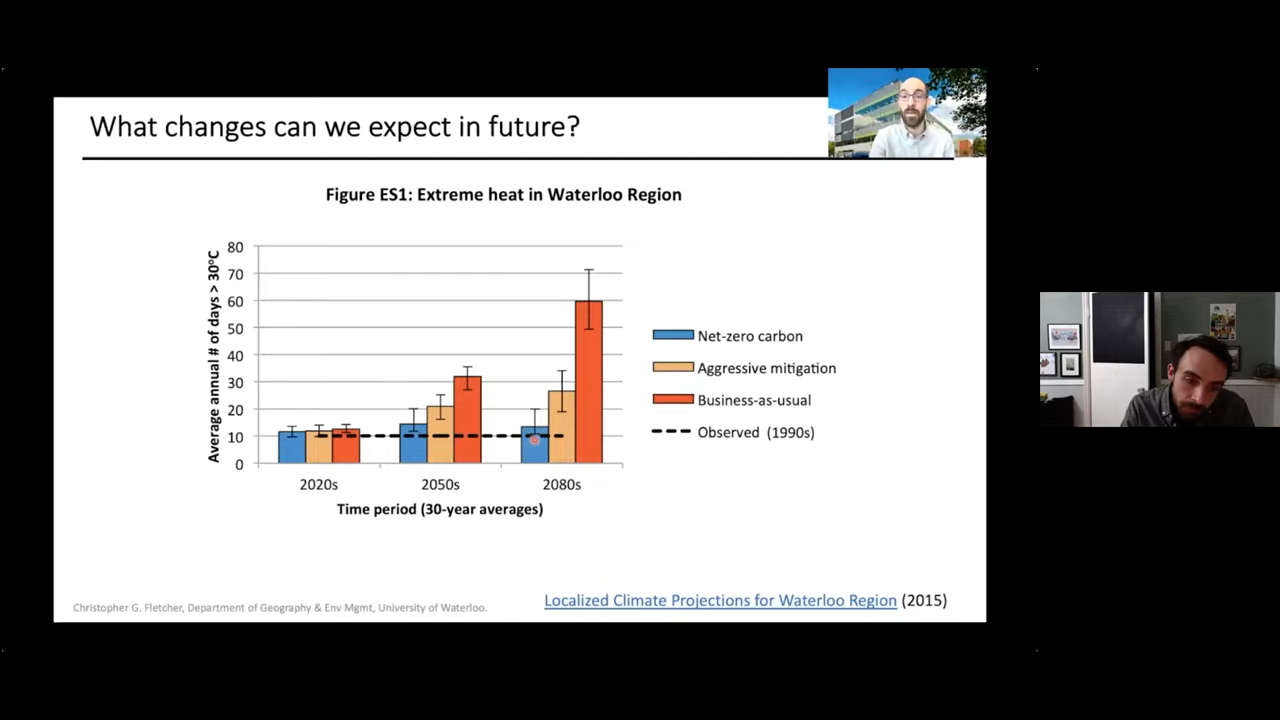 What changes can we expect in future?
Figure ES1: Extreme heat in Waterloo Region
Average annual # of days > 30°C
80
70
60
50
40
30
20
10
0
2020s 2050s 2080s
Time period (30-year averages)
Net-zero carbon
Aggressive mitigation
Business-as-usual
Observed (1990s)
Christopher G. Fletcher, Department of Geography & Env Mgmt, University of Waterloo.
Localized Climate Projections for Waterloo Region (2015)